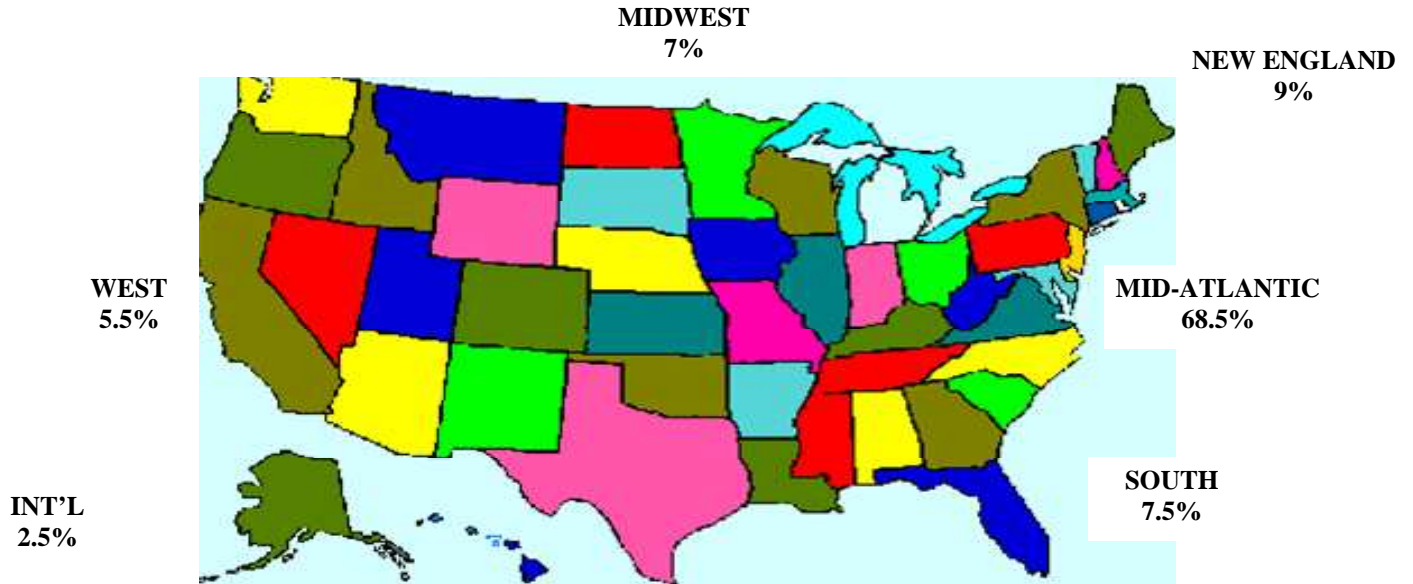 MIDWEST
7%
NEW ENGLAND
9%
WEST
5.5%
MID-ATLANTIC
68.5%
SOUTH
7.5%
INT'L
2.5%